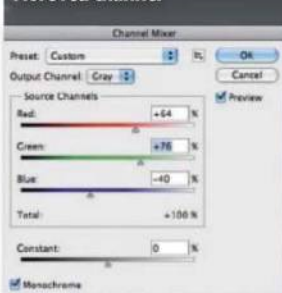 Channel Mixer
Preset: Custom
OK
Output Channel: Gray
Cancel
Source Channels
Preview
Red: +64 %
Green: +76 %
Blue: -40 %
Total: +100 %
Constant: 0 %
Monochrome